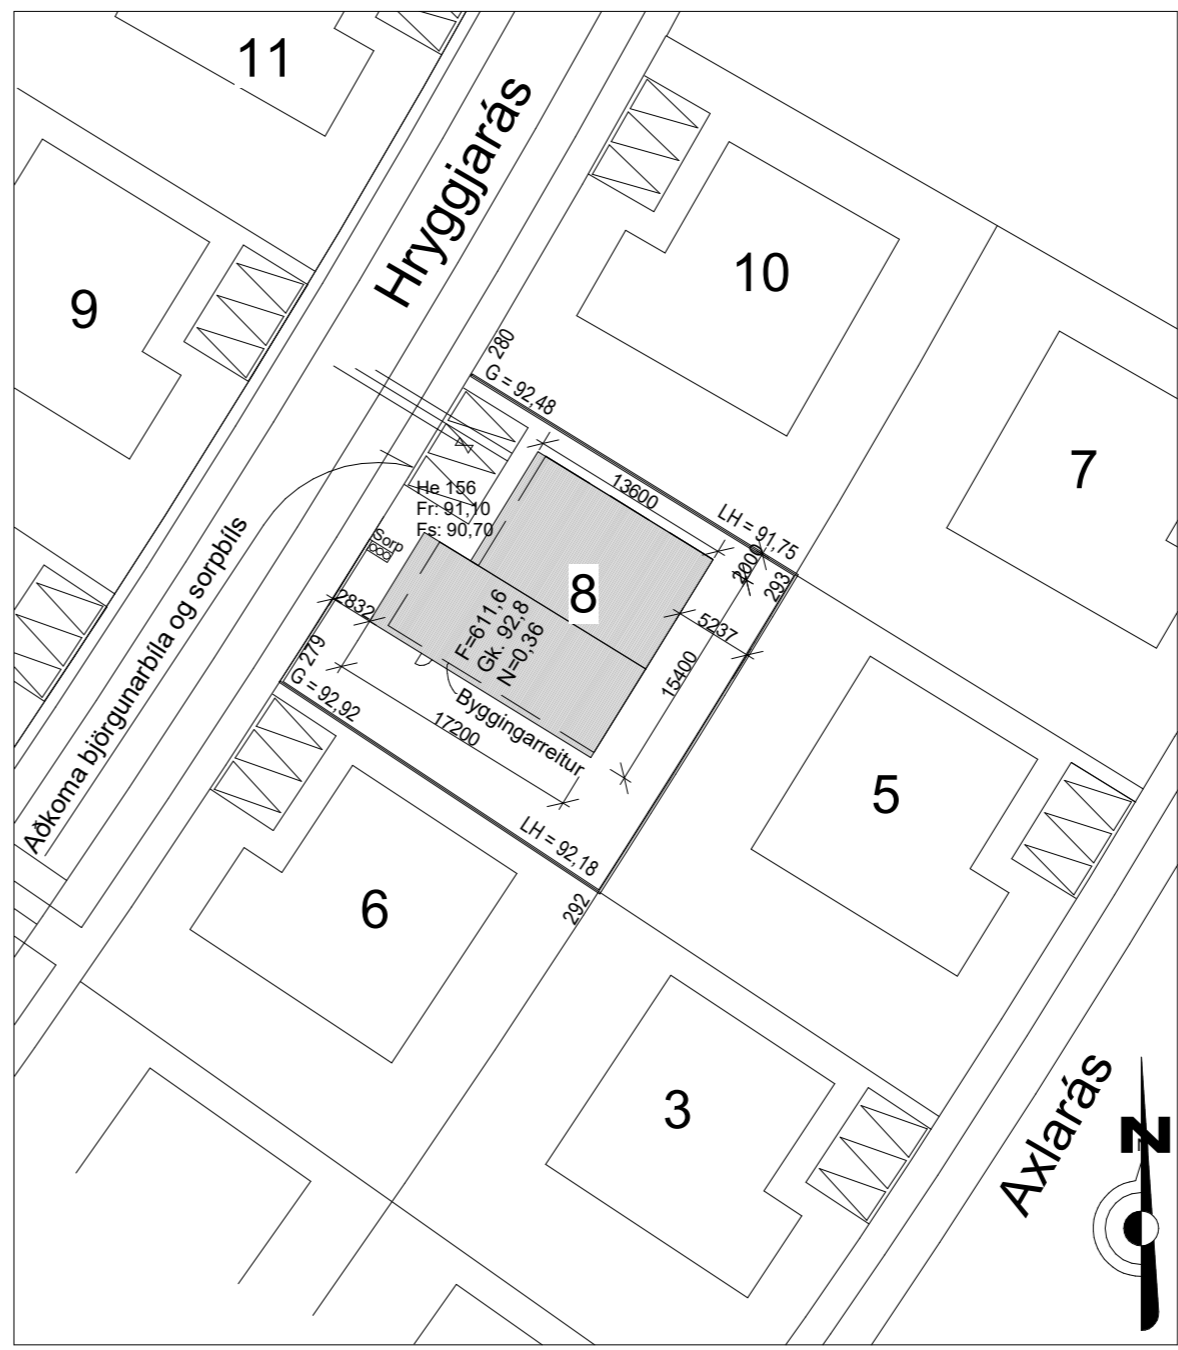 11
Hryggjarás
9
10
7
280
G = 92,48
13600
LH = 91,75
2000
293
He 156
Fr: 91,10
Fs: 90,70
Sorp
8
F=611,6
Gk. 92,8
N=0,36
2832
5237
15400
279
G = 92,92
17200
Byggingarreitur
Aðkoma björgunarbíla og sorpbíls
LH = 92,18
292
5
6
3
Axlarás
N